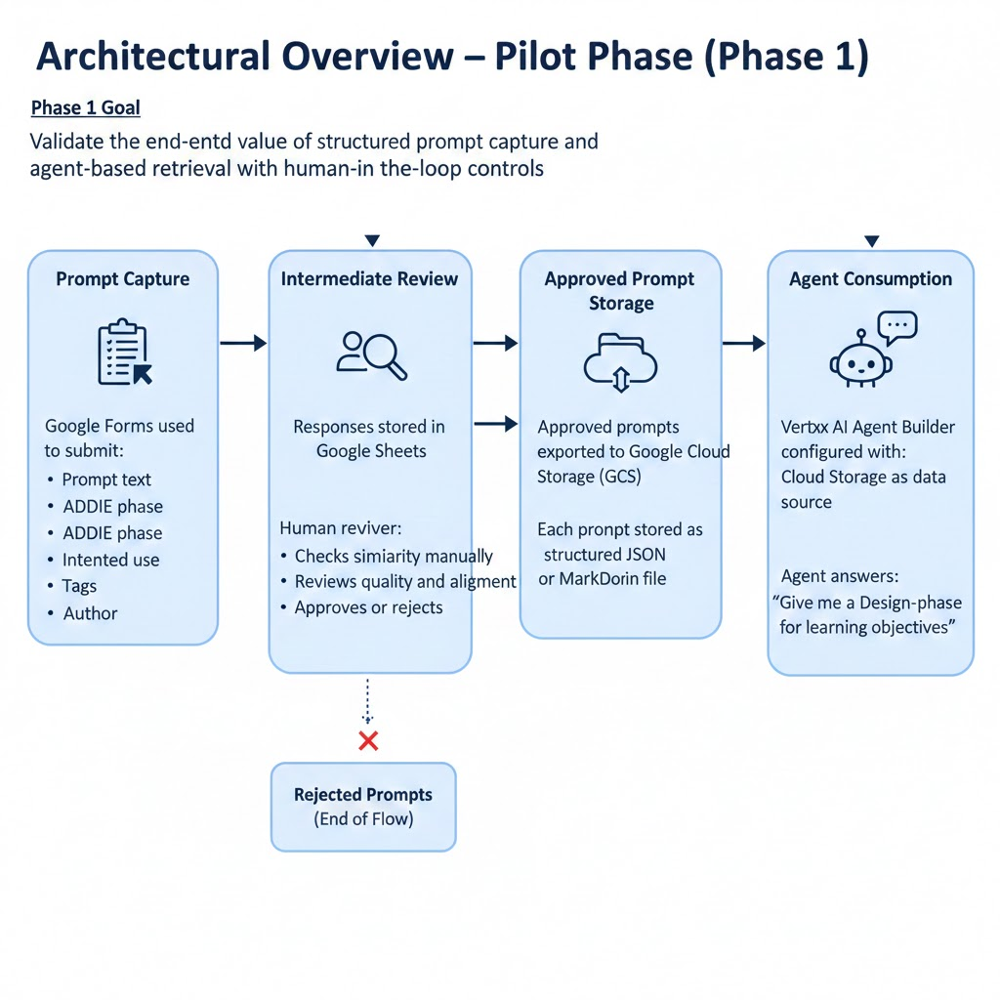 Architectural Overview – Pilot Phase (Phase 1)
Phase 1 Goal
Validate the end-entd value of structured prompt capture and
agent-based retrieval with human-in the-loop controls
Prompt Capture
Google Forms used
to submit:
• Prompt text
• ADDIE phase
• ADDIE phase
• Intented use
• Tags
• Author
Intermediate Review
Responses stored in
Google Sheets
Human reviver:
• Checks simiarity manually
• Reviews quality and aligment
• Approves or rejects
Approved Prompt
Storage
Approved prompts
exported to Google Cloud
Storage (GCS)
Each prompt stored as
structured JSON
or MarkDorin file
Agent Consumption
Vertxx AI Agent Builder
configured with:
Cloud Storage as data
source
Agent answers:
“Give me a Design-phase
for learning objectives”
Rejected Prompts
(End of Flow)